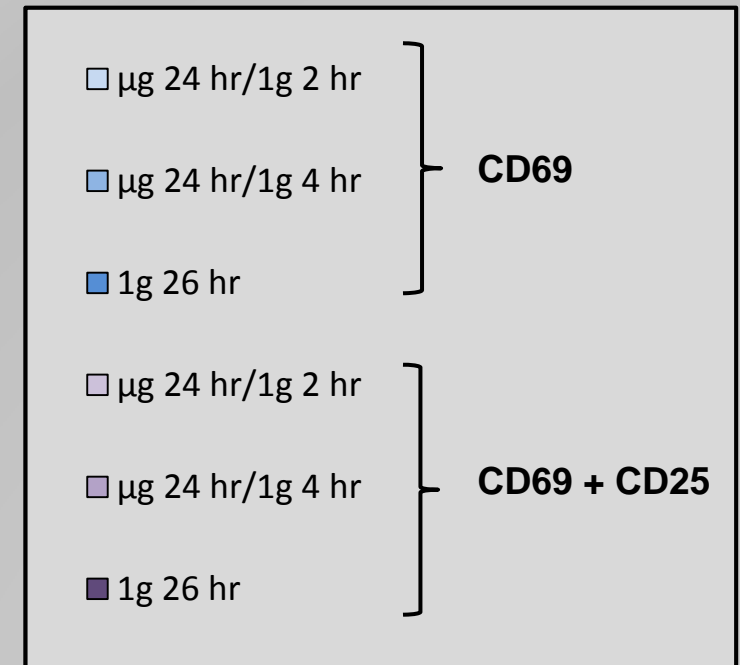 μg 24 hr/1g 2 hr
μg 24 hr/1g 4 hr
CD69
1g 26 hr
μg 24 hr/1g 2 hr
μg 24 hr/1g 4 hr
CD69 + CD25
1g 26 hr